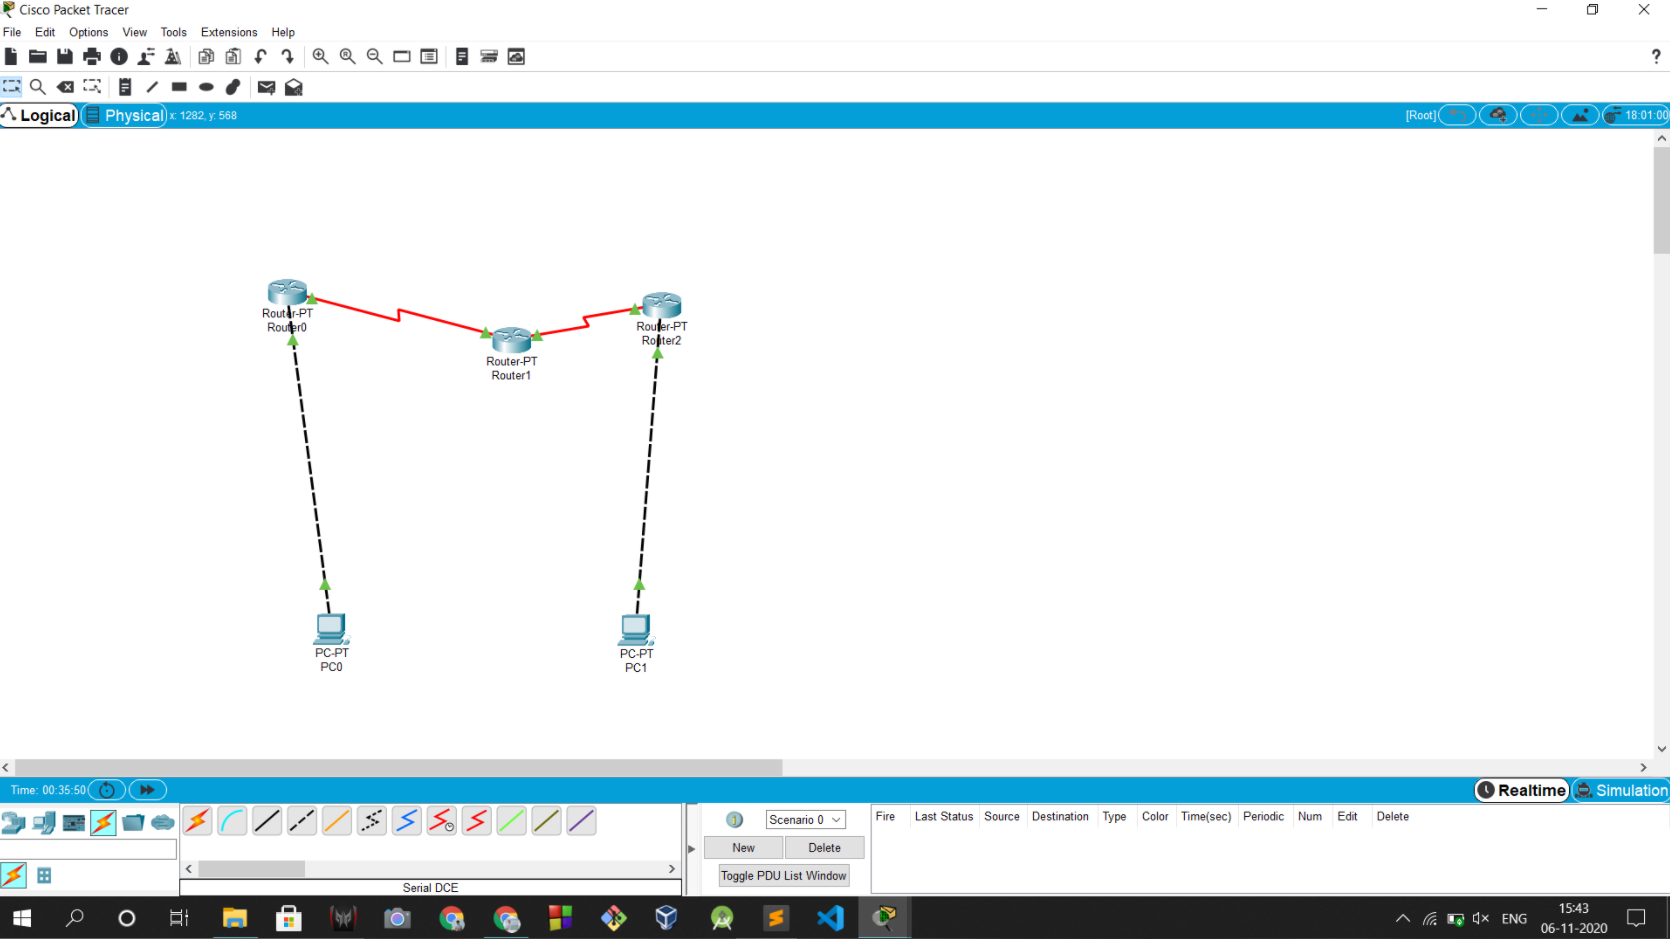 Cisco Packet Tracer
File Edit Options View Tools Extensions Help
?
Logical Physical x: 1282, y: 568 [Root] 18:01:00
Router-PT
Router0
Router-PT
Router2
Router-PT
Router1
PC-PT
PC0
PC-PT
PC1
Time: 00:35:50 Realtime Simulation
Scenario 0 Fire Last Status Source Destination Type Color Time(sec) Periodic Num Edit Delete
New Delete
Toggle PDU List Window
Serial DCE
ENG
15:43
06-11-2020